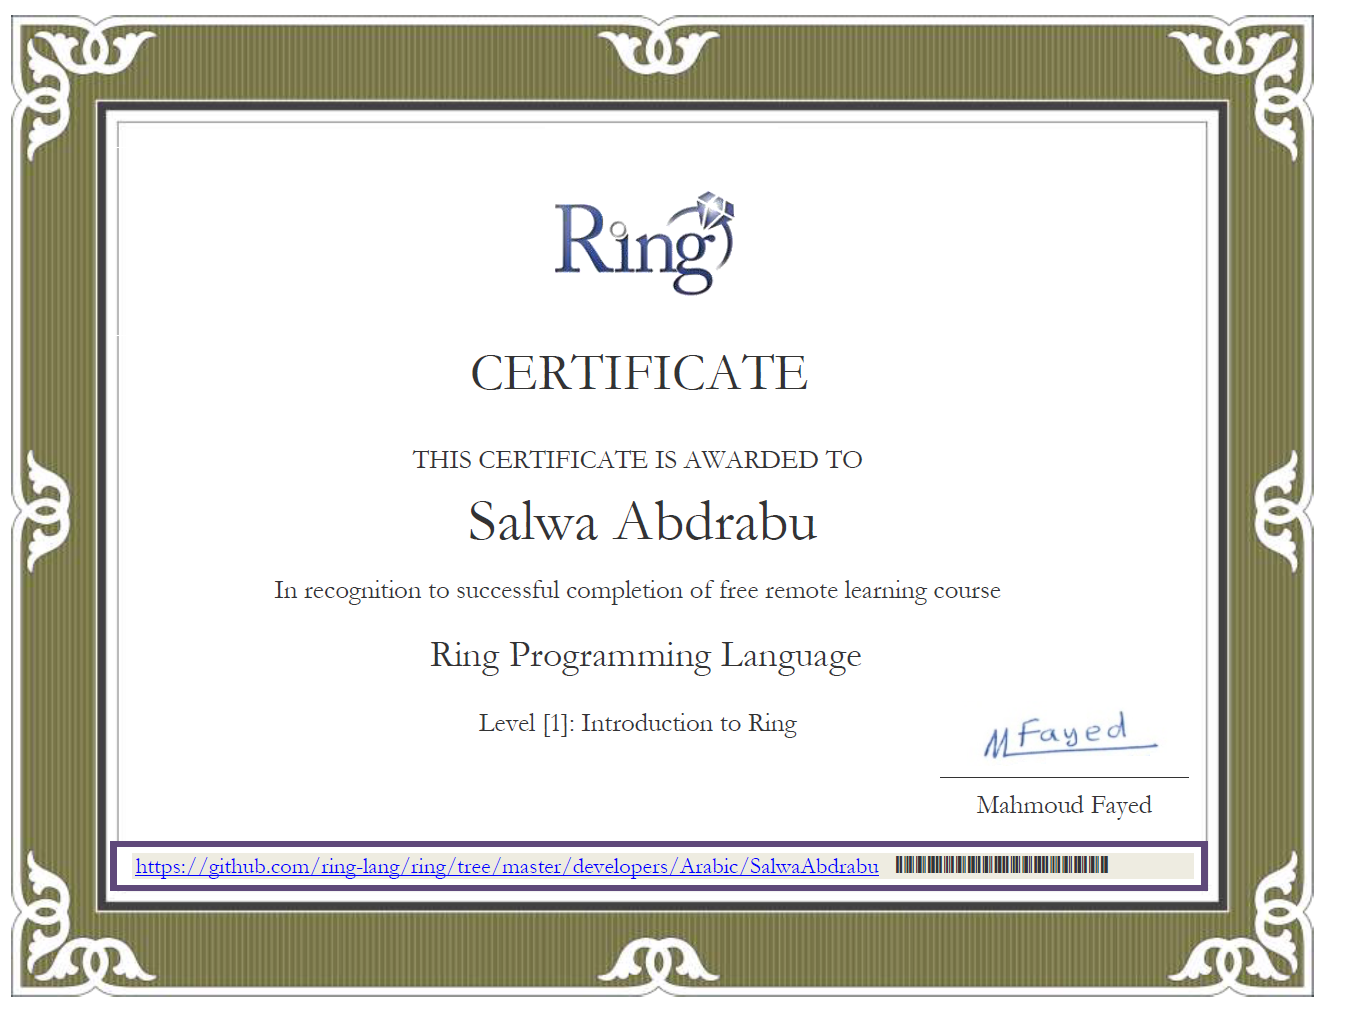 Ring
CERTIFICATE
THIS CERTIFICATE IS AWARDED TO
Salwa Abdrabu
In recognition to successful completion of free remote learning course
Ring Programming Language
Level [1]: Introduction to Ring
MFayed
Mahmoud Fayed
https://github.com/ring-lang/ring/tree/master/developers/Arabic/SalwaAbdrabu